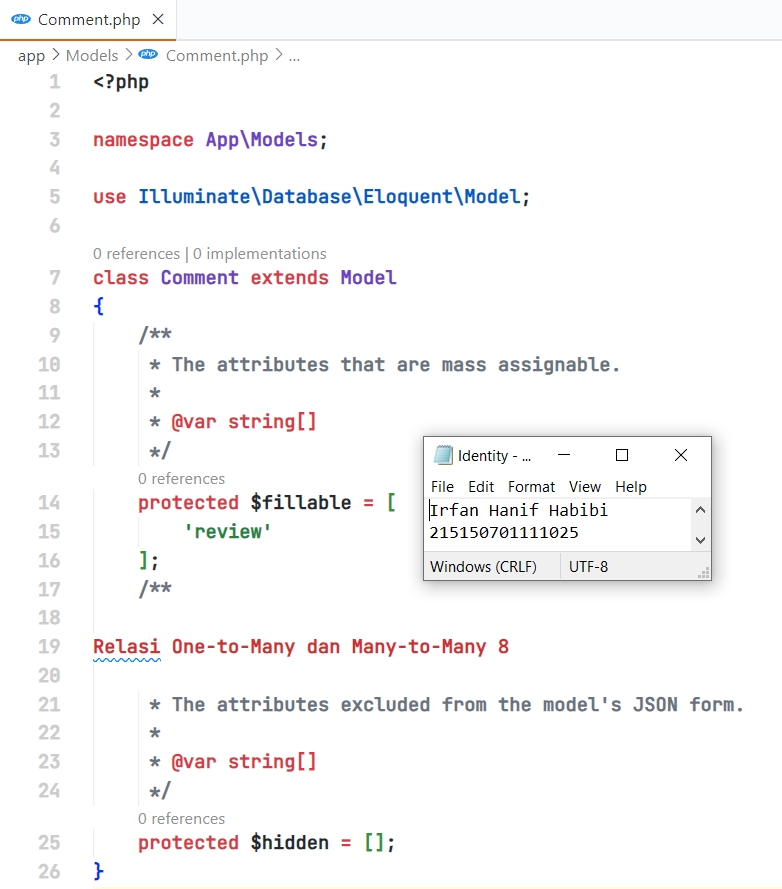 php Comment.php ×
app > Models > php Comment.php > ...
1 <?php
2
3 namespace App\Models;
4
5 use Illuminate\Database\Eloquent\Model;
6
0 references | 0 implementations
7 class Comment extends Model
8 {
9 /**
10 * The attributes that are mass assignable.
11 *
12 * @var string[]
13 */
0 references
14 protected $fillable = [
15 'review'
16 ];
17 /**
18
19 Relasi One-to-Many dan Many-to-Many 8
20
21 * The attributes excluded from the model's JSON form.
22 *
23 * @var string[]
24 */
0 references
25 protected $hidden = [];
26 }
Identity - ...
File Edit Format View Help
Irfan Hanif Habibi
215150701111025
Windows (CRLF) UTF-8